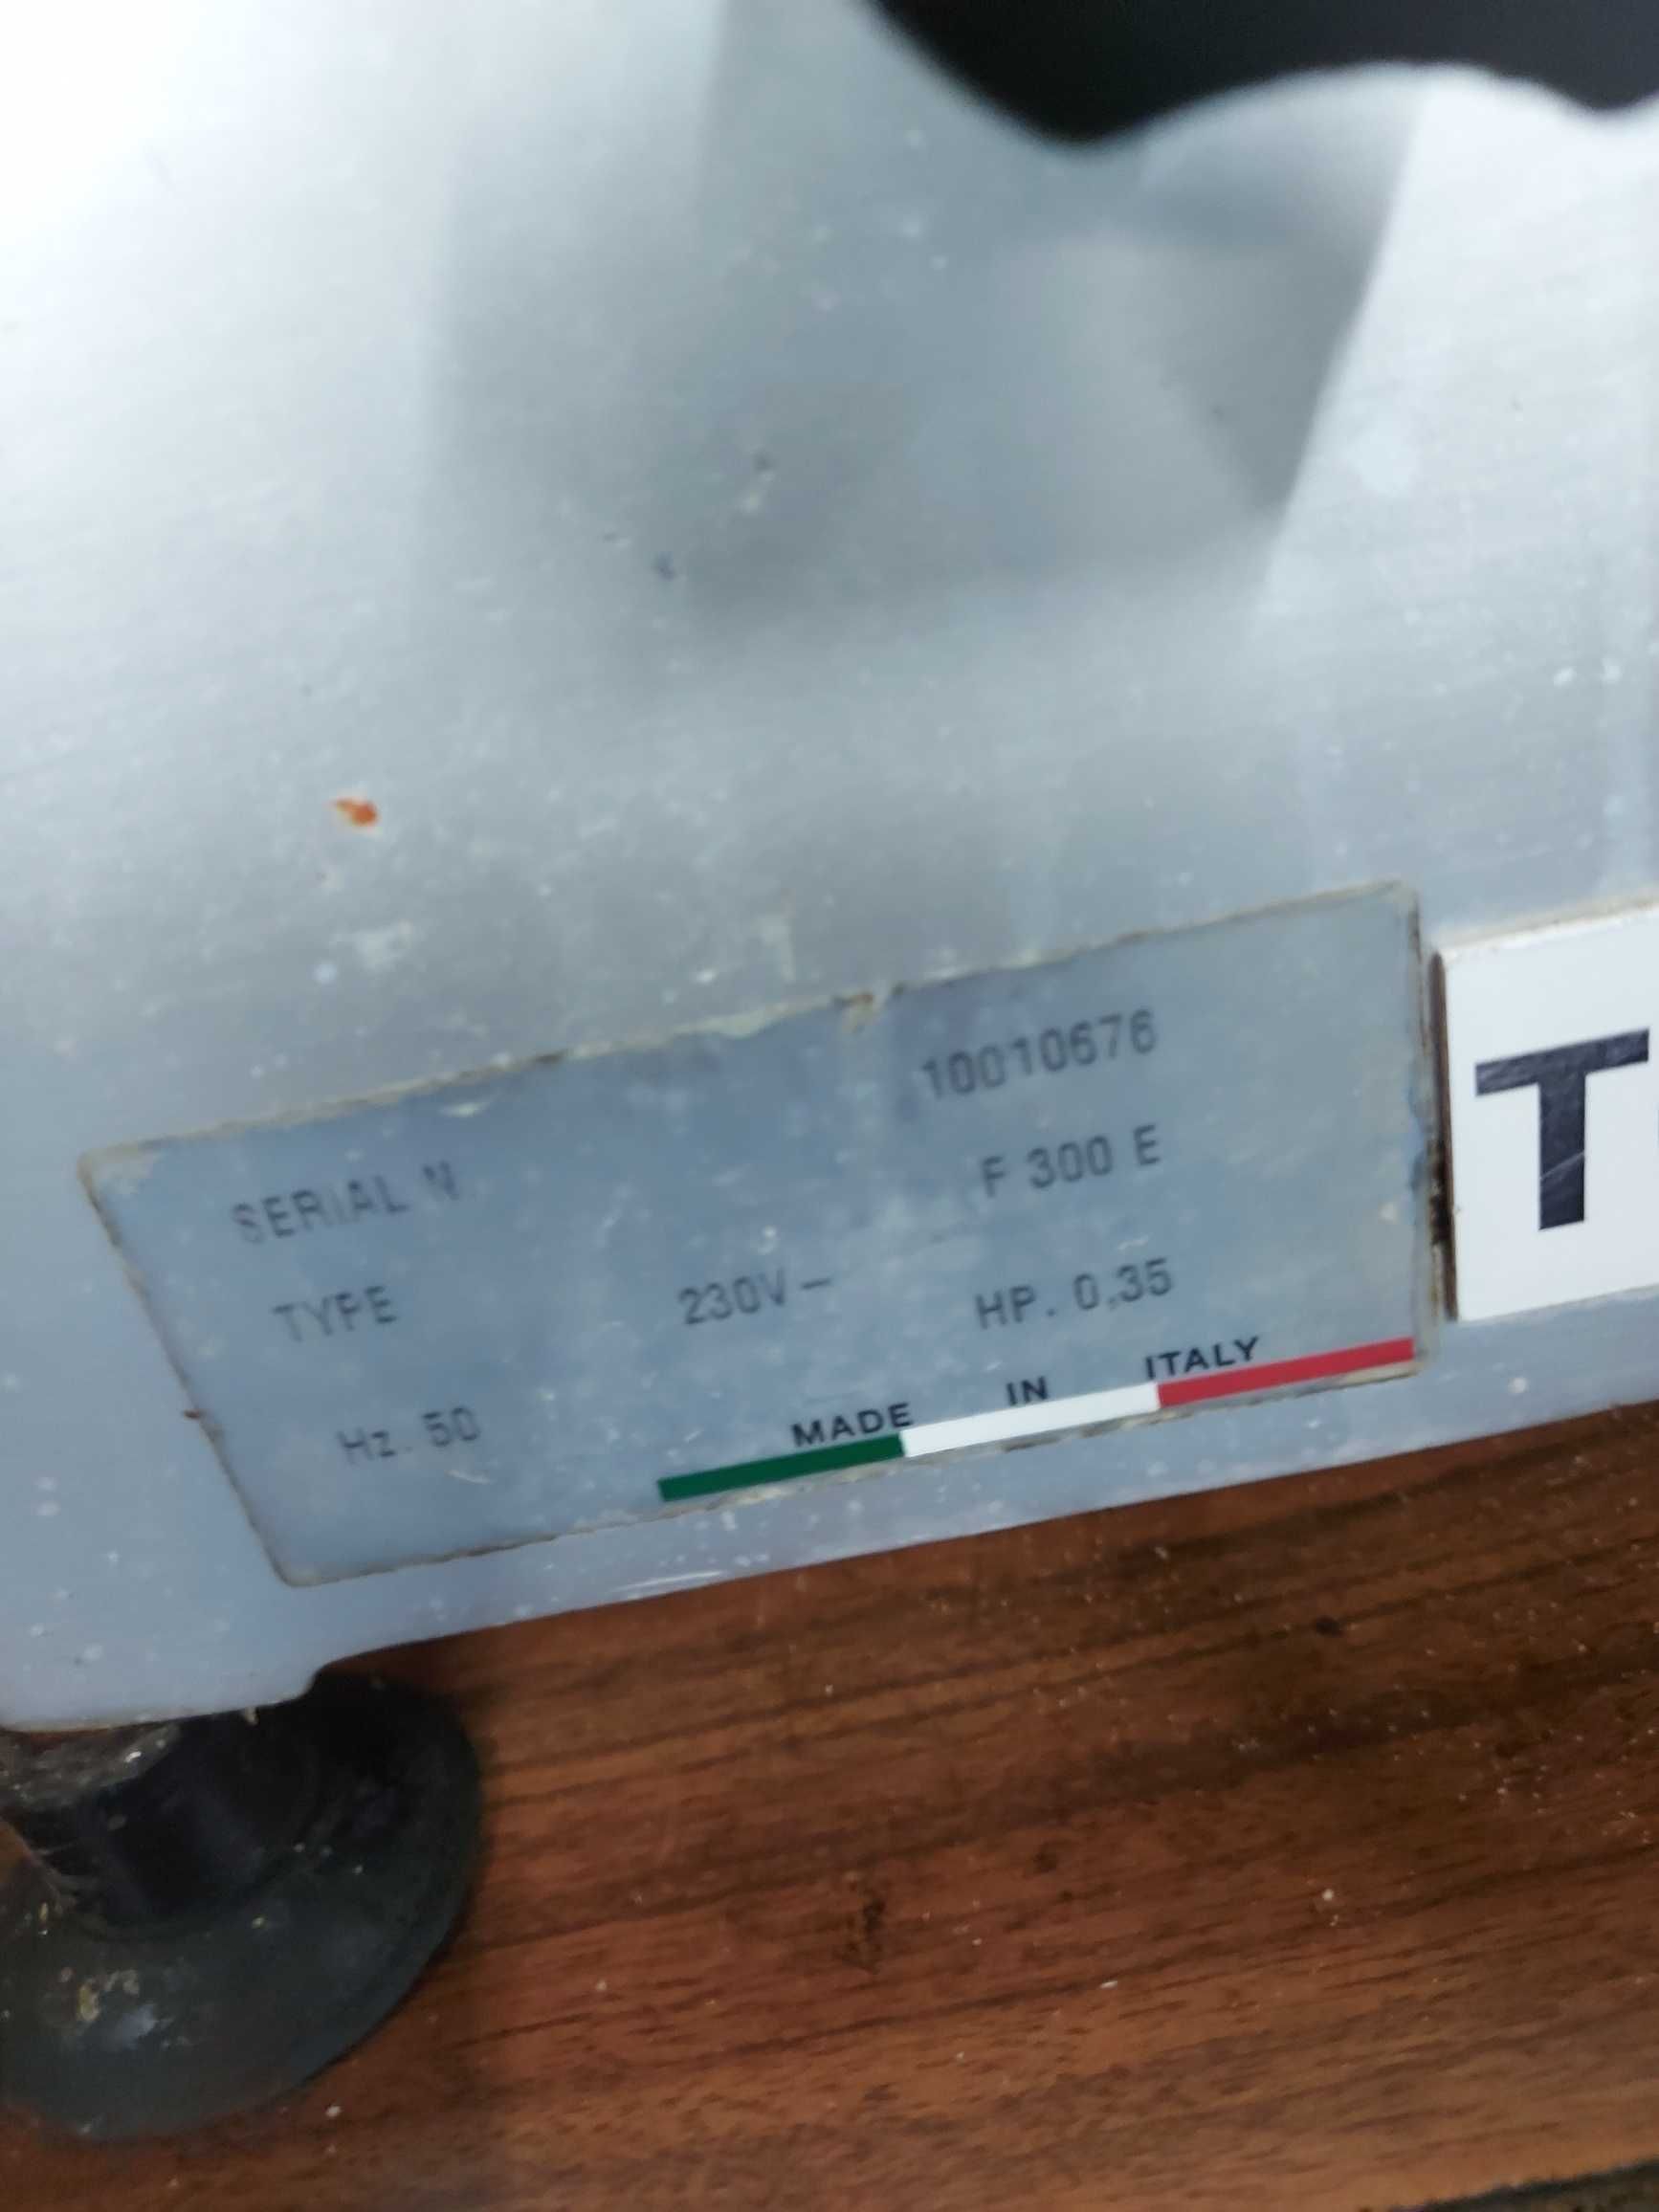 SERIAL N 10010676
TYPE F 300 E
Hz. 50 230V – HP. 0,35
MADE IN ITALY
T